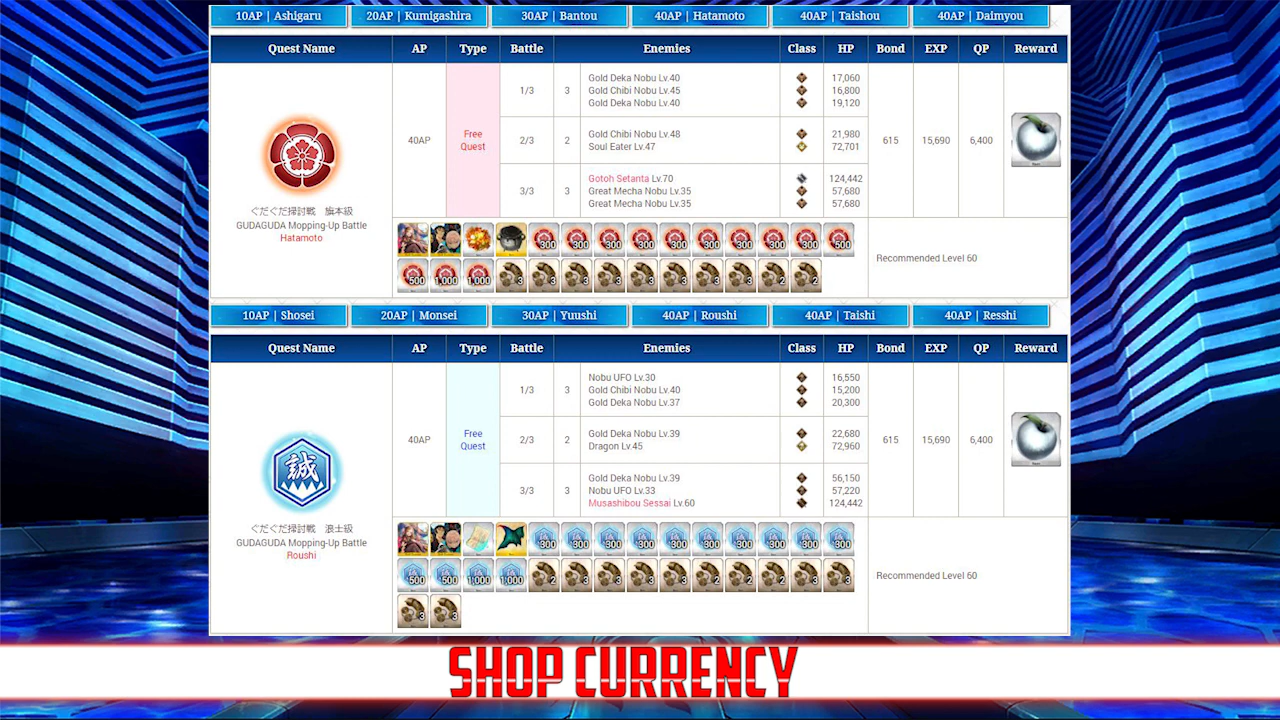 10AP | Ashigaru 20AP | Kumigashira 30AP | Bantou 40AP | Hatamoto 40AP | Taishou 40AP | Daimyou
Quest Name AP Type Battle Enemies Class HP Bond EXP QP Reward
ぐだぐだ掃討戦 旗本級
GUDAGUDA Mopping-Up Battle
Hatamoto
40AP
Free
Quest
1/3
3
Gold Deka Nobu Lv.40 17,060
Gold Chibi Nobu Lv.45 16,800
Gold Deka Nobu Lv.40 19,120
2/3
2
Gold Chibi Nobu Lv.48 21,980
Soul Eater Lv.47 72,701
3/3
3
Gotoh Setanta Lv.70 124,442
Great Mecha Nobu Lv.35 57,680
Great Mecha Nobu Lv.35 57,680
615
15,690
6,400
300 300 300 300 300 300 300 300 300 500
500 1,000 1,000 3 3 3 3 3 3 3 3 2 2
Recommended Level 60
10AP | Shosei 20AP | Monsei 30AP | Yuushi 40AP | Roushi 40AP | Taishi 40AP | Resshi
Quest Name AP Type Battle Enemies Class HP Bond EXP QP Reward
誠
ぐだぐだ掃討戦 浪士級
GUDAGUDA Mopping-Up Battle
Roushi
40AP
Free
Quest
1/3
3
Nobu UFO Lv.30 16,550
Gold Chibi Nobu Lv.40 15,200
Gold Deka Nobu Lv.37 20,300
2/3
2
Gold Deka Nobu Lv.39 22,680
Dragon Lv.45 72,960
3/3
3
Gold Deka Nobu Lv.39 56,150
Nobu UFO Lv.33 57,220
Musashibou Sessai Lv.60 124,442
615
15,690
6,400
300 300 300 300 300 300 300 300 300 300
500 500 1,000 1,000 2 3 3 3 3 2 2 2 3 3
3 3
Recommended Level 60
SHOP CURRENCY